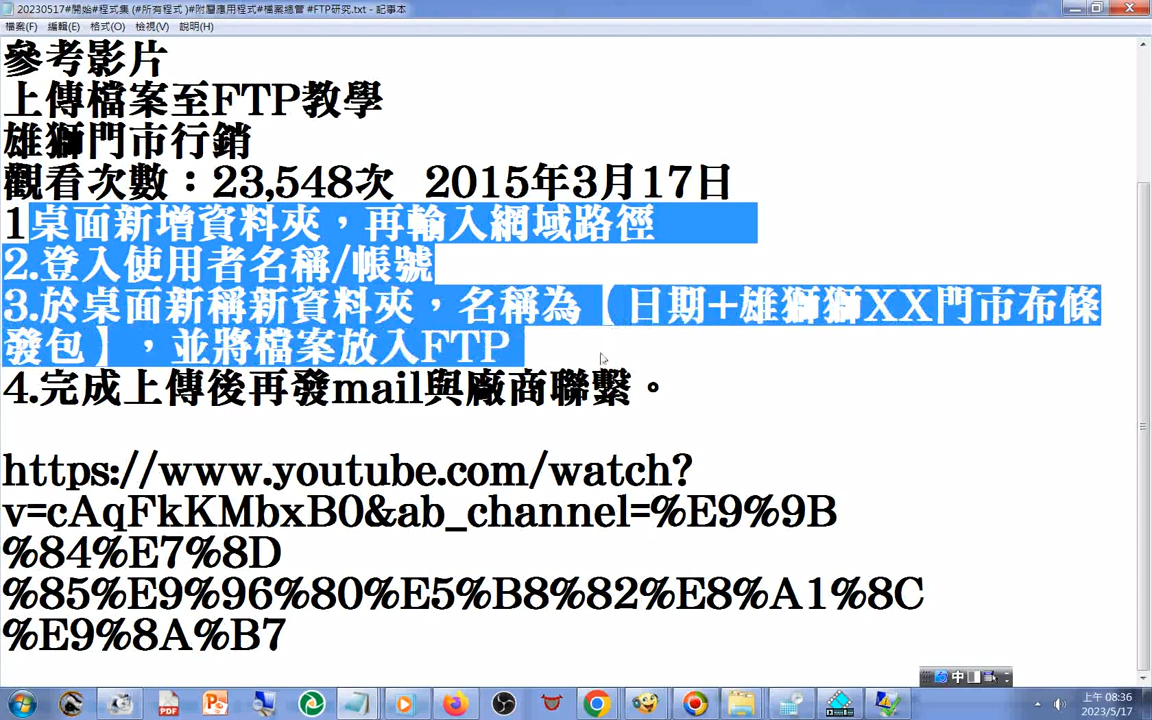 20230517#開始#程式集 (#所有程式 )#附屬應用程式#檔案總管 #FTP研究.txt - 記事本
檔案(F) 編輯(E) 格式(O) 檢視(V) 說明(H)
參考影片
上傳檔案至FTP教學
雄獅門市行銷
觀看次數：23,548次 2015年3月17日
1桌面新增資料夾，再輸入網域路徑
2.登入使用者名稱/帳號
3.於桌面新稱新資料夾，名稱為【日期+雄獅獅XX門市布條
發包】，並將檔案放入FTP
4.完成上傳後再發mail與廠商聯繫。
https://www.youtube.com/watch?
v=cAqFkKMbxB0&ab_channel=%E9%9B
%84%E7%8D
%85%E9%96%80%E5%B8%82%E8%A1%8C
%E9%8A%B7
中
PDF
上午 08:36
2023/5/17